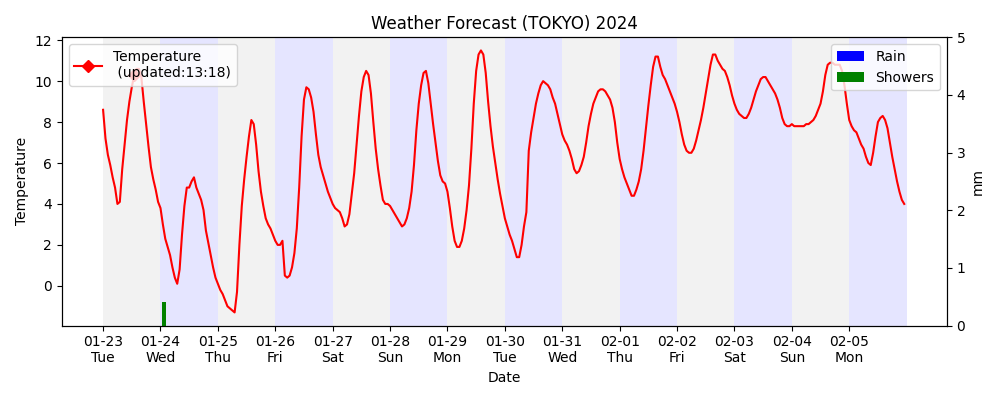 Weather Forecast (TOKYO) 2024
Temperature
(updated:13:18)
Rain
Showers
12
10
8
6
4
2
0
Temperature
5
4
3
2
1
0
mm
01-23 01-24 01-25 01-26 01-27 01-28 01-29 01-30 01-31 02-01 02-02 02-03 02-04 02-05
Tue Wed Thu Fri Sat Sun Mon Tue Wed Thu Fri Sat Sun Mon
Date